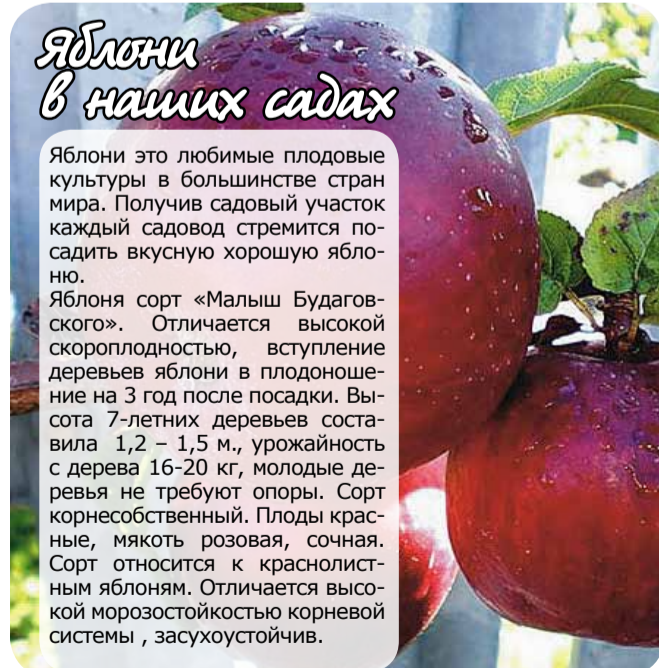 Яблони
в наших садах
Яблони это любимые плодовые
культуры в большинстве стран
мира. Получив садовый участок
каждый садовод стремится по-
садить вкусную хорошую ябло-
ню.
Яблоня сорт «Малыш Будагов-
ского». Отличается высокой
скороплодностью, вступление
деревьев яблони в плодоноше-
ние на 3 год после посадки. Вы-
сота 7-летних деревьев соста-
вила 1,2 – 1,5 м., урожайность
с дерева 16-20 кг, молодые де-
ревья не требуют опоры. Сорт
корнесобственный. Плоды крас-
ные, мякоть розовая, сочная.
Сорт относится к краснолист-
ным яблоням. Отличается высо-
кой морозостойкостью корневой
системы , засухоустойчив.